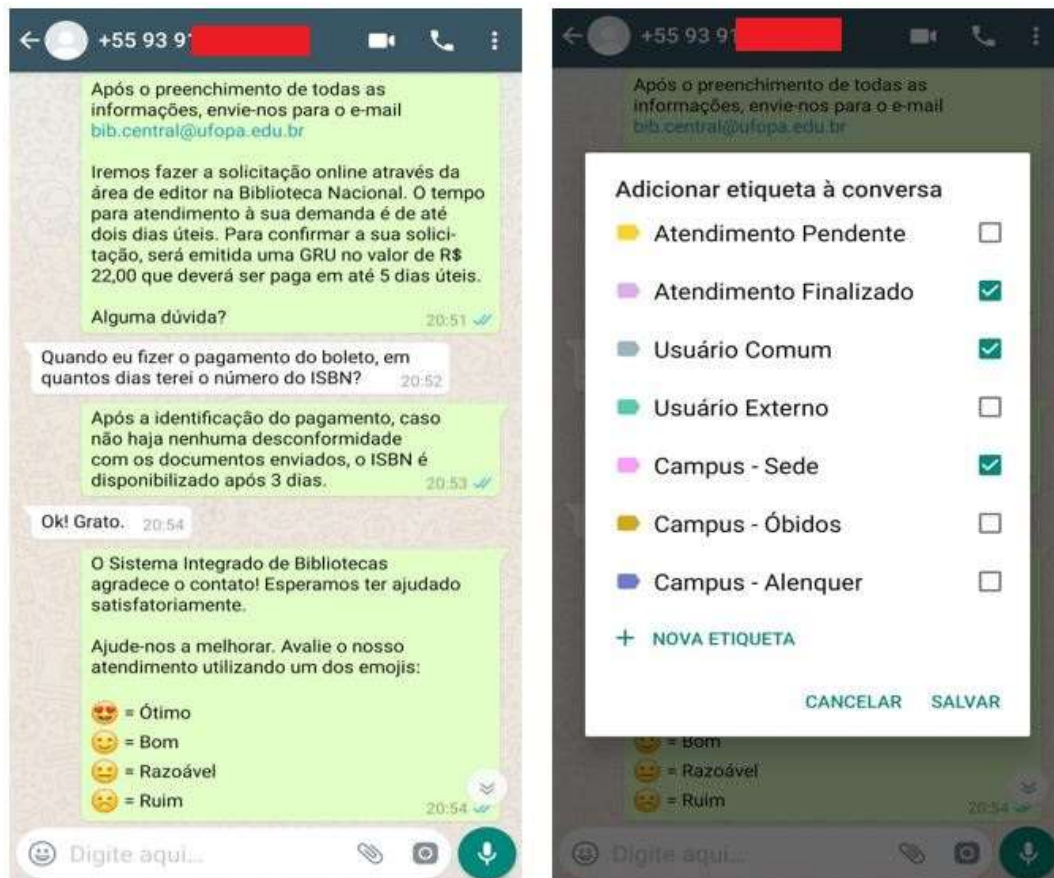 +55 93 9
Após o preenchimento de todas as
informações, envie-nos para o e-mail
bib.central@ufopa.edu.br
Iremos fazer a solicitação online através da
área de editor na Biblioteca Nacional. O tempo
para atendimento à sua demanda é de até
dois dias úteis. Para confirmar a sua solici-
tação, será emitida uma GRU no valor de R$
22,00 que deverá ser paga em até 5 dias úteis.
Alguma dúvida? 20:51
Quando eu fizer o pagamento do boleto, em
quantos dias terei o número do ISBN? 20:52
Após a identificação do pagamento, caso
não haja nenhuma desconformidade
com os documentos enviados, o ISBN é
disponibilizado após 3 dias. 20:53
Ok! Grato. 20:54
O Sistema Integrado de Bibliotecas
agradece o contato! Esperamos ter ajudado
satisfatoriamente.
Ajude-nos a melhorar. Avalie o nosso
atendimento utilizando um dos emojis:
😍 = Ótimo
😊 = Bom
😐 = Razoável
☹️ = Ruim 20:54
Digite aqui...
+55 93 9
Após o preenchimento de todas as
informações, envie-nos para o e-mail
bib.central@ufopa.edu.br
Adicionar etiqueta à conversa
Atendimento Pendente
Atendimento Finalizado
Usuário Comum
Usuário Externo
Campus - Sede
Campus - Óbidos
Campus - Alenquer
+ NOVA ETIQUETA
CANCELAR SALVAR
😊 = Bom
😐 = Razoável
☹️ = Ruim 20:54
Digite aqui...